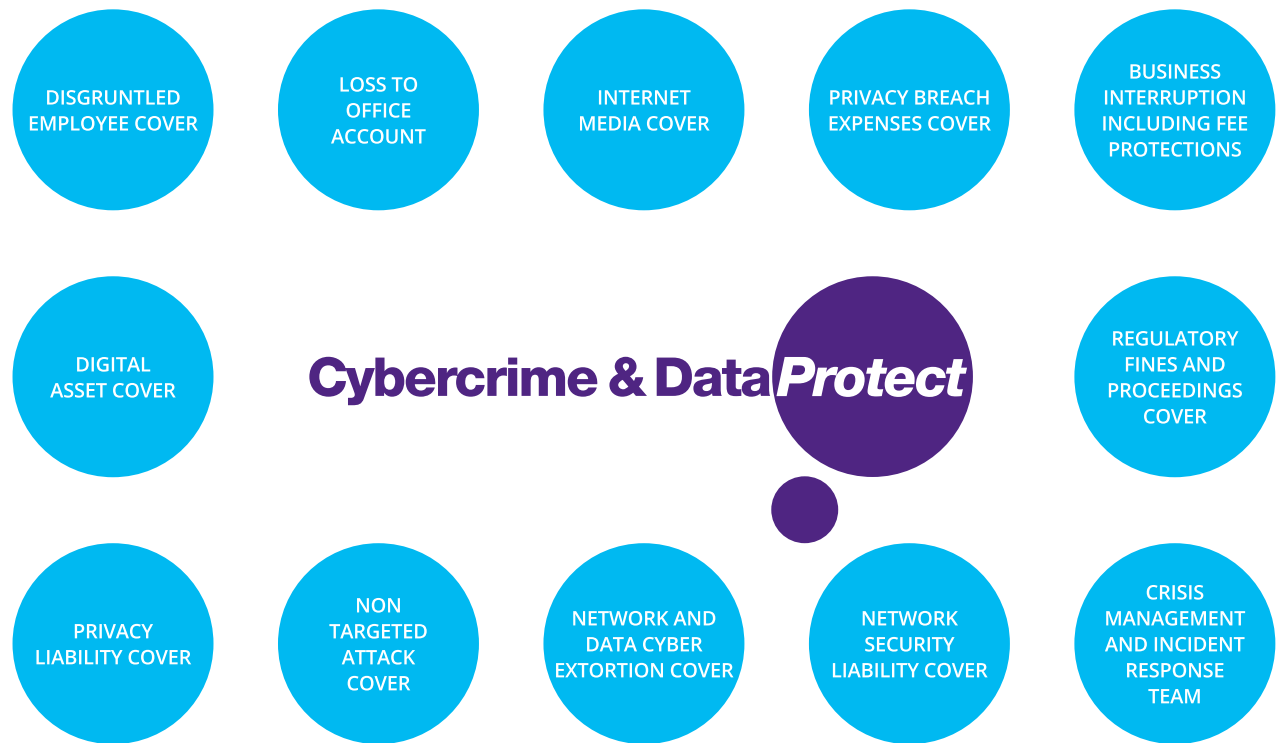 DISGRUNTLED
EMPLOYEE COVER
LOSS TO
OFFICE
ACCOUNT
INTERNET
MEDIA COVER
PRIVACY BREACH
EXPENSES COVER
BUSINESS
INTERRUPTION
INCLUDING FEE
PROTECTIONS
DIGITAL
ASSET COVER
Cybercrime & DataProtect
REGULATORY
FINES AND
PROCEEDINGS
COVER
PRIVACY
LIABILITY COVER
NON
TARGETED
ATTACK
COVER
NETWORK AND
DATA CYBER
EXTORTION COVER
NETWORK
SECURITY
LIABILITY COVER
CRISIS
MANAGEMENT
AND INCIDENT
RESPONSE
TEAM